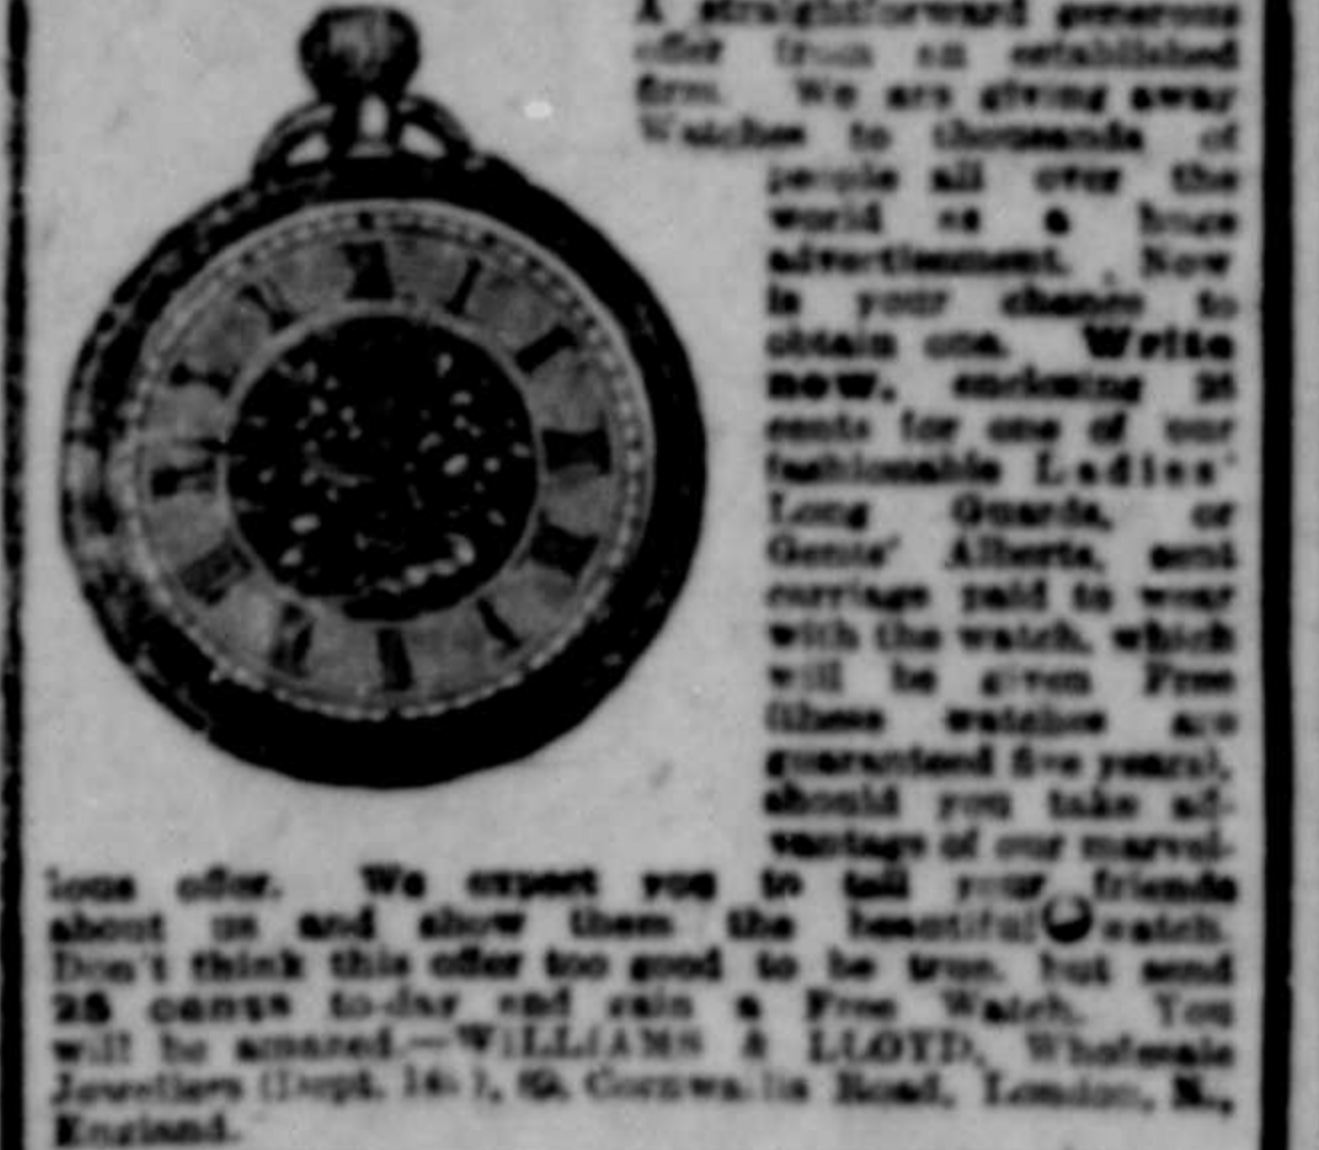 A straightforward generous
offer from an established
firm. We are giving away
Watches to thousands of
people all over the
world as a huge
advertisement. Now
is your chance to
obtain one. Write
now, enclosing 25
cents for one of our
fashionable Ladies'
Long Guards, or
Gents' Alberts, sent
carriage paid to wear
with the watch, which
will be given Free
(these watches are
guaranteed five years),
should you take ad-
vantage of our marvel-
lous offer. We expect you to tell your friends
about us and show them the beautiful watch.
Don't think this offer too good to be true, but send
25 cents to-day and gain a Free Watch. You
will be amazed.—WILLIAMS & LLOYD, Wholesale
Jewellers (Dept. ), Cornwallis Road, London, N.,
England.